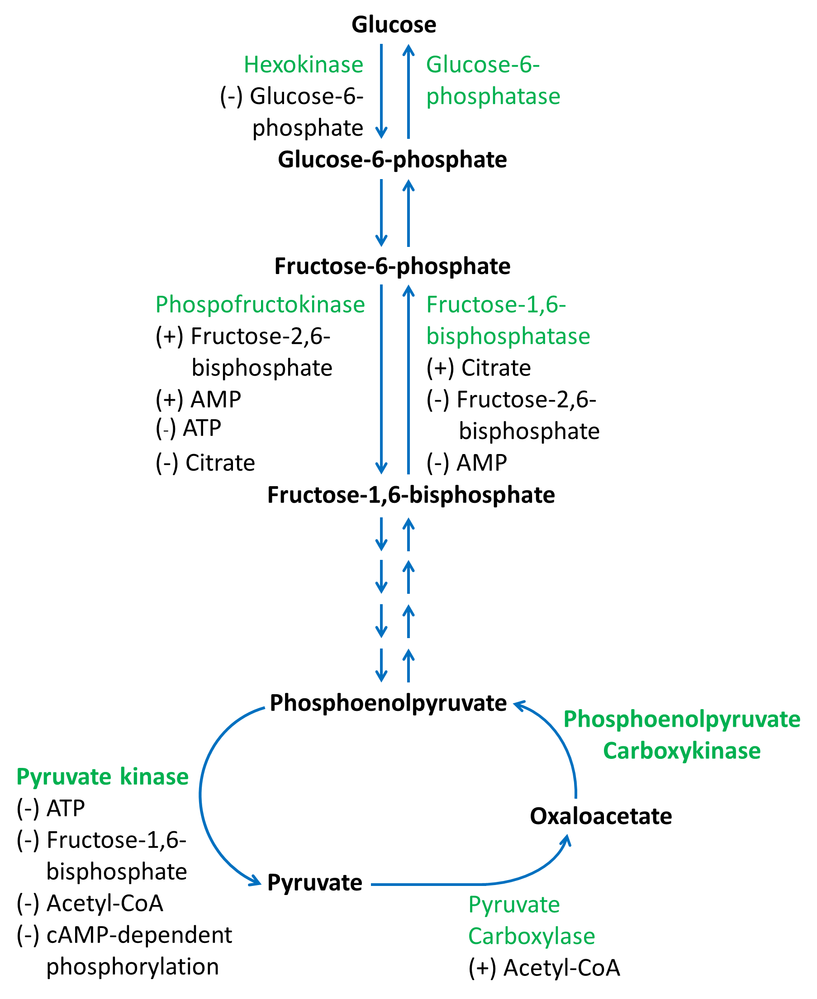 Glucose
Hexokinase
(-) Glucose-6-
phosphate
Glucose-6-
phosphatase
Glucose-6-phosphate
Fructose-6-phosphate
Phospofructokinase
(+) Fructose-2,6-
bisphosphate
(+) AMP
(-) ATP
(-) Citrate
Fructose-1,6-
bisphosphatase
(+) Citrate
(-) Fructose-2,6-
bisphosphate
(-) AMP
Fructose-1,6-bisphosphate
Phosphoenolpyruvate
Phosphoenolpyruvate
Carboxykinase
Pyruvate kinase
(-) ATP
(-) Fructose-1,6-
bisphosphate
(-) Acetyl-CoA
(-) cAMP-dependent
phosphorylation
Oxaloacetate
Pyruvate
Pyruvate
Carboxylase
(+) Acetyl-CoA